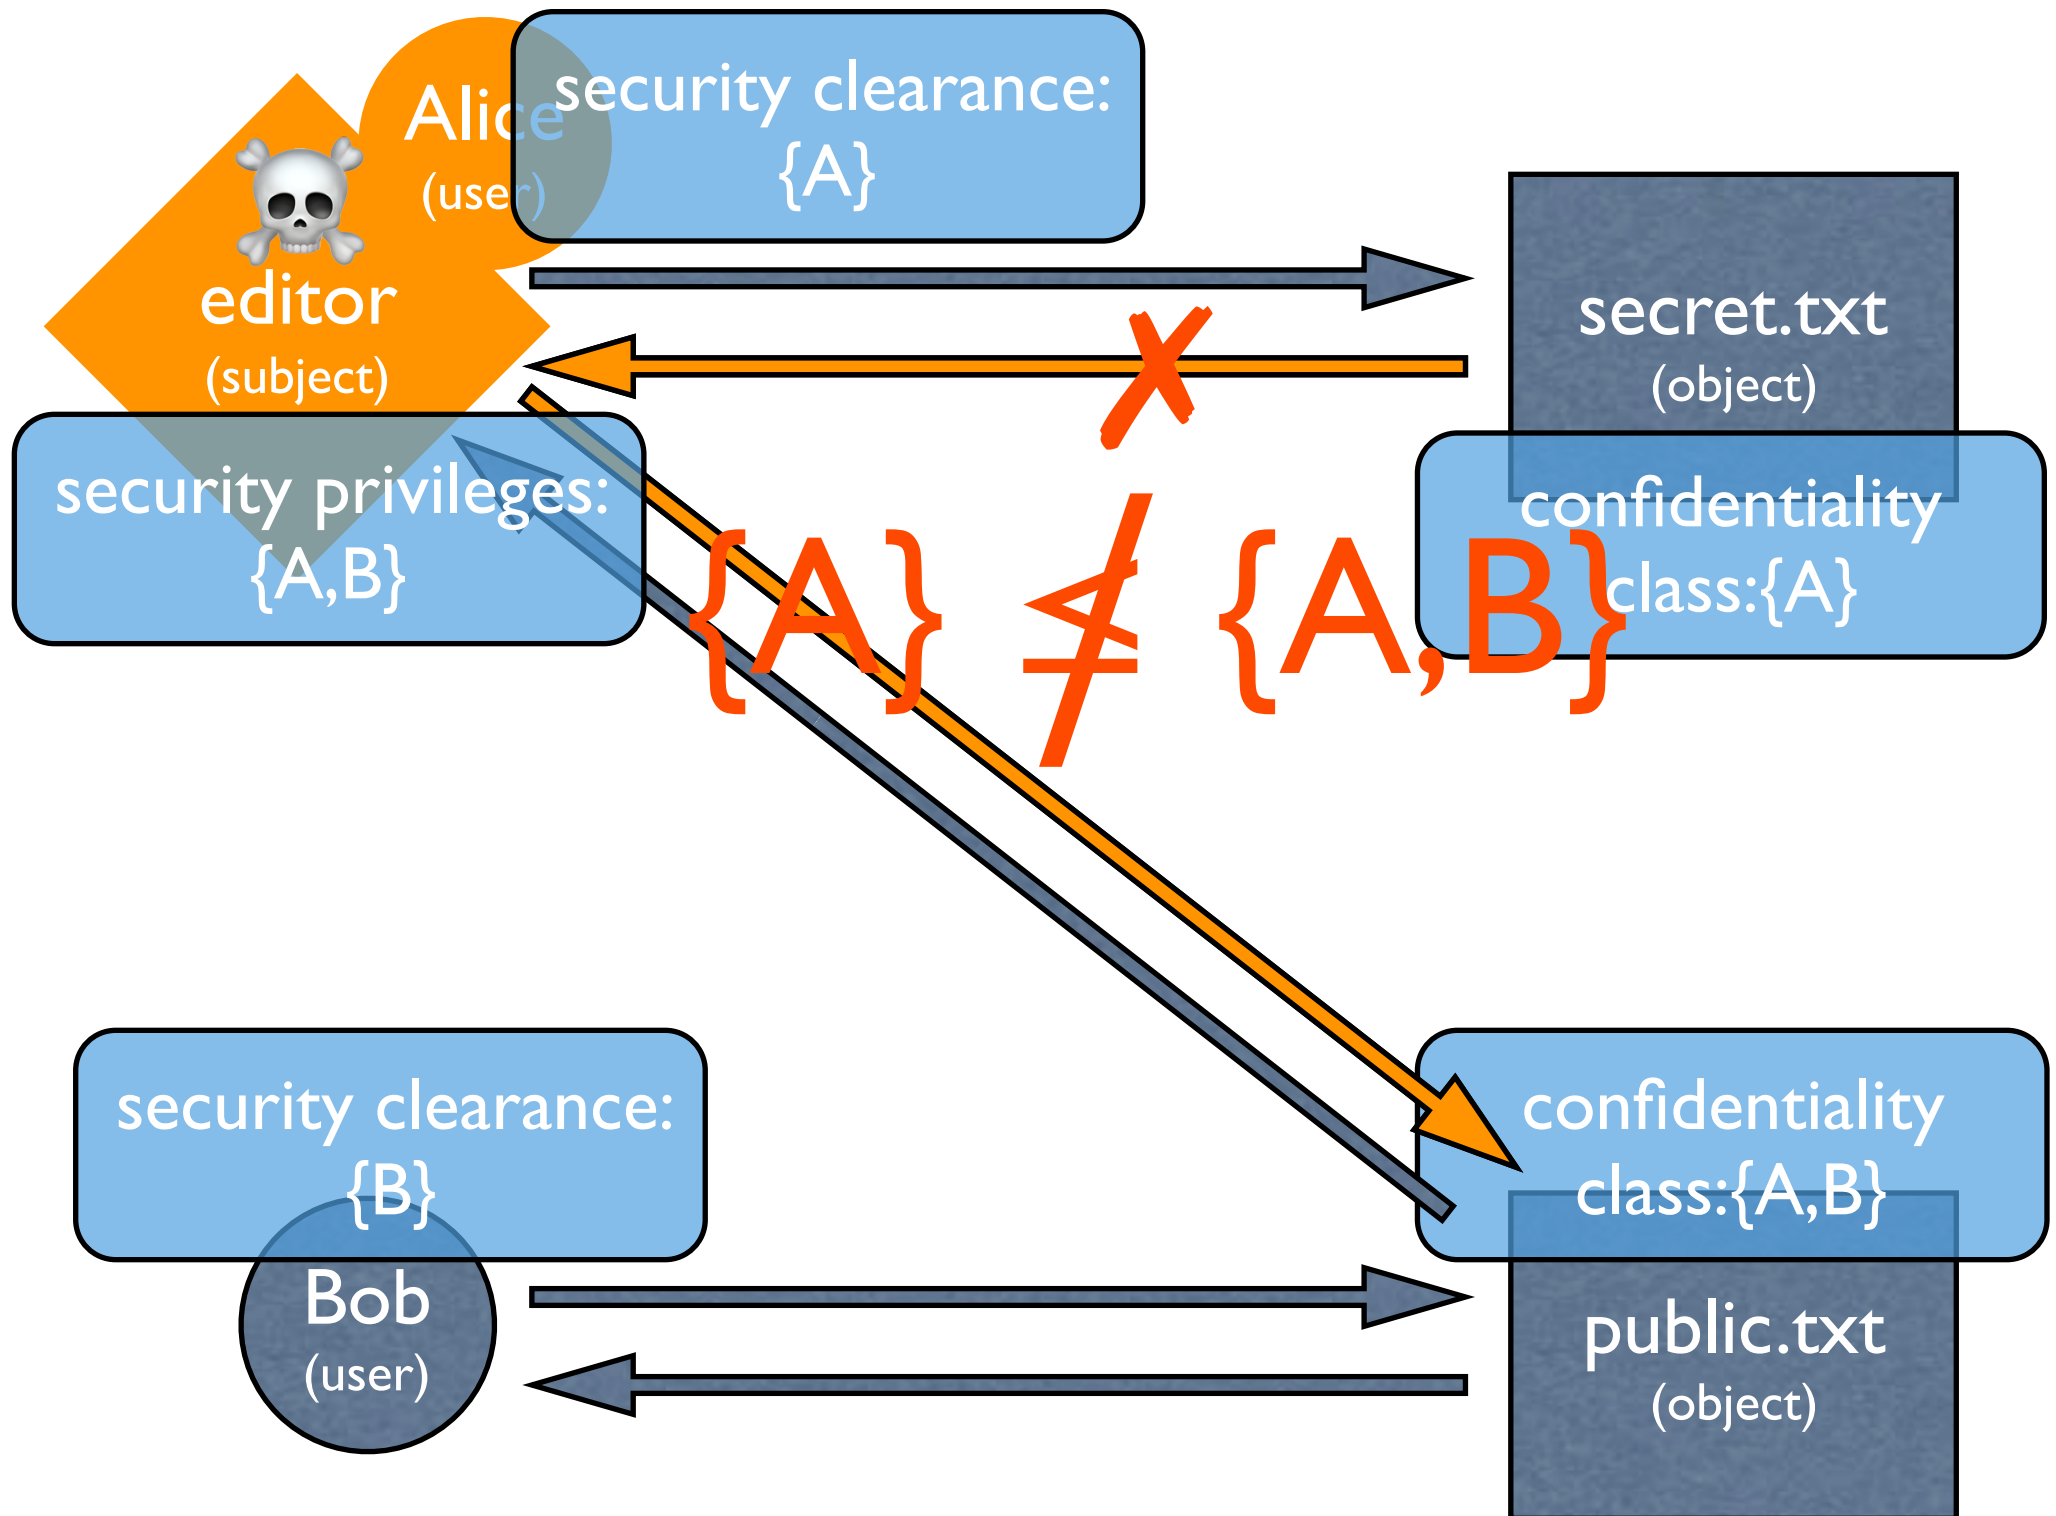 Alice
(user)
security clearance:
{A}
editor
(subject)
security privileges:
{A,B}
secret.txt
(object)
confidentiality
class:{A}
{A} ≰ {A,B}
security clearance:
{B}
Bob
(user)
confidentiality
class:{A,B}
public.txt
(object)